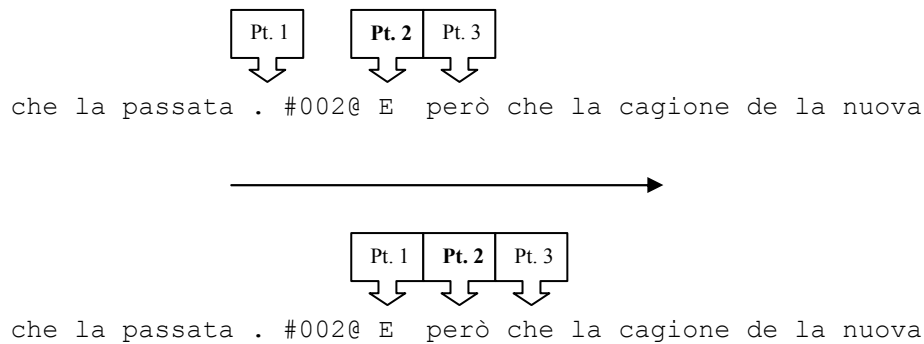 Pt. 1 Pt. 2 Pt. 3
che la passata . #002@ E però che la cagione de la nuova
Pt. 1 Pt. 2 Pt. 3
che la passata . #002@ E però che la cagione de la nuova